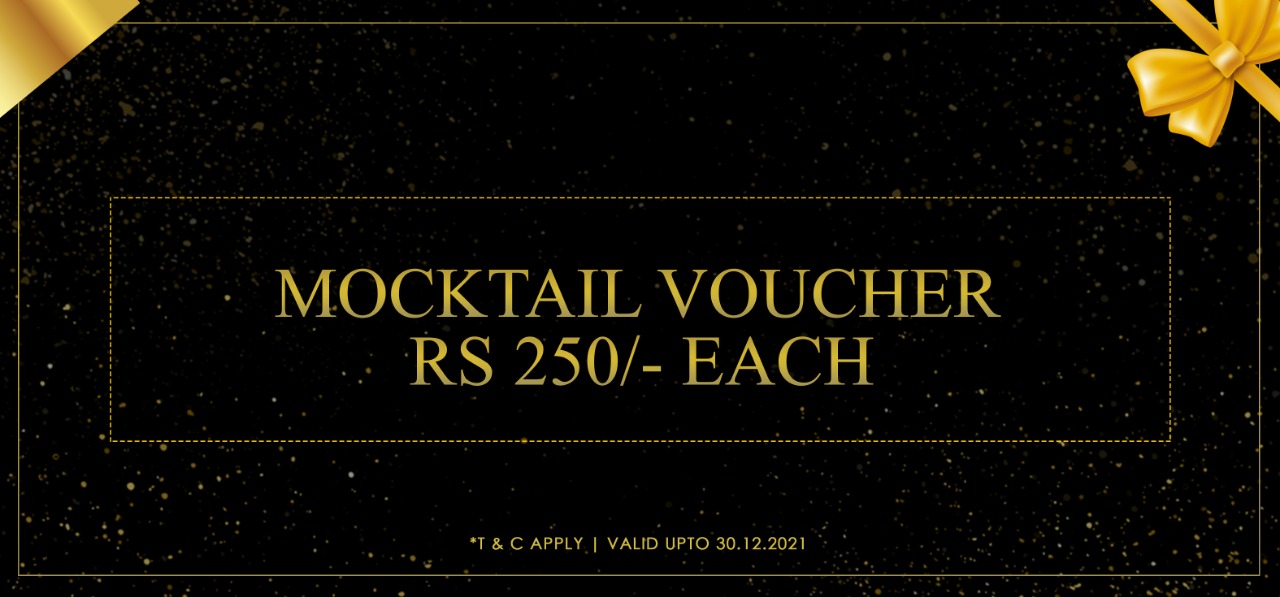 MOCKTAIL VOUCHER
RS 250/- EACH
*T & C APPLY | VALID UPTO 30.12.2021